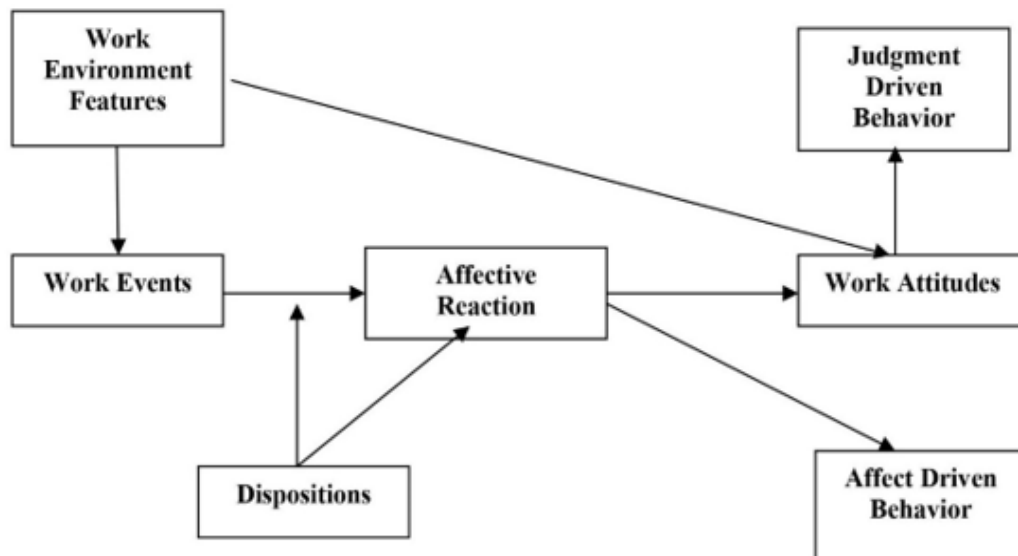 Work
Environment
Features
Judgment
Driven
Behavior
Work Events
Affective
Reaction
Work Attitudes
Dispositions
Affect Driven
Behavior